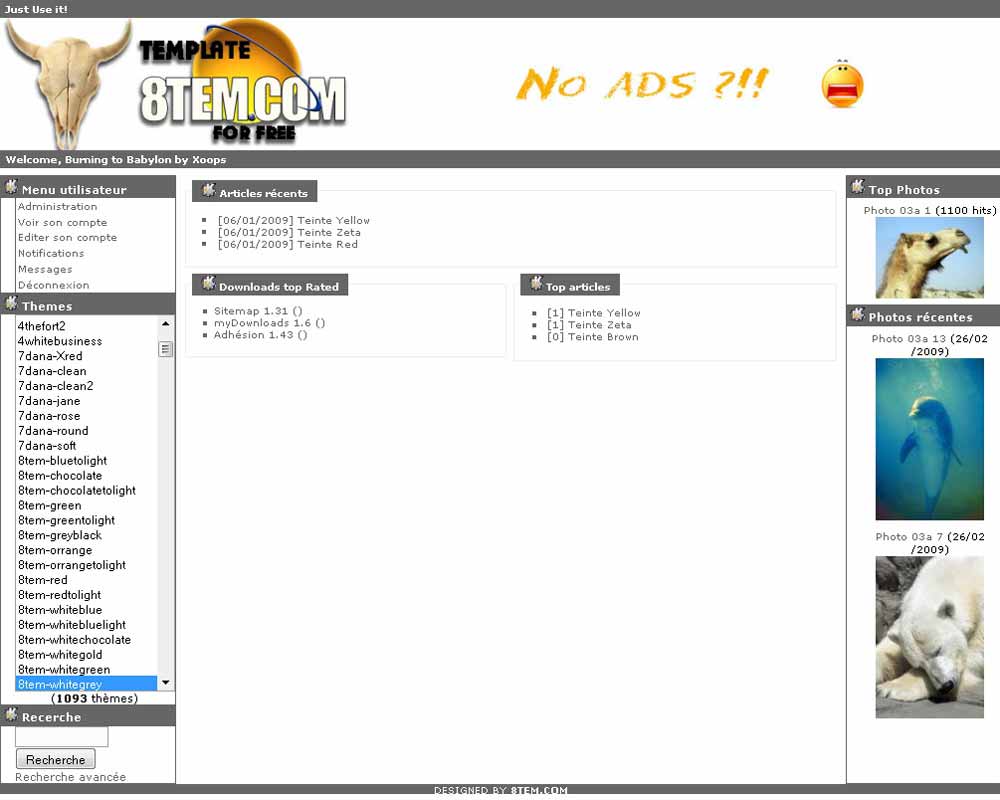 Just Use it!
TEMPLATE
8TEM.COM
FOR FREE
No ADS ?!!
Welcome, Burning to Babylon by Xoops
Menu utilisateur
Administration
Voir son compte
Editer son compte
Notifications
Messages
Déconnexion
Themes
4thefort2
4whitebusiness
7dana-Xred
7dana-clean
7dana-clean2
7dana-jane
7dana-rose
7dana-round
7dana-soft
8tem-bluetolight
8tem-chocolate
8tem-chocolatetolight
8tem-green
8tem-greentolight
8tem-greyblack
8tem-orrange
8tem-orrangetolight
8tem-red
8tem-redtolight
8tem-whiteblue
8tem-whitebluelight
8tem-whitechocolate
8tem-whitegold
8tem-whitegreen
8tem-whitegrey
(1093 thèmes)
Recerche
Recherche
Recherche avancée
Articles récents
[06/01/2009] Teinte Yellow
[06/01/2009] Teinte Zeta
[06/01/2009] Teinte Red
Downloads top Rated
Sitemap 1.31 ()
myDownloads 1.6 ()
Adhésion 1.43 ()
Top articles
[1] Teinte Yellow
[1] Teinte Zeta
[0] Teinte Brown
Top Photos
Photo 03a 1 (1100 hits)
Photos récentes
Photo 03a 13 (26/02
/2009)
Photo 03a 7 (26/02
/2009)
DESIGNED BY 8TEM.COM